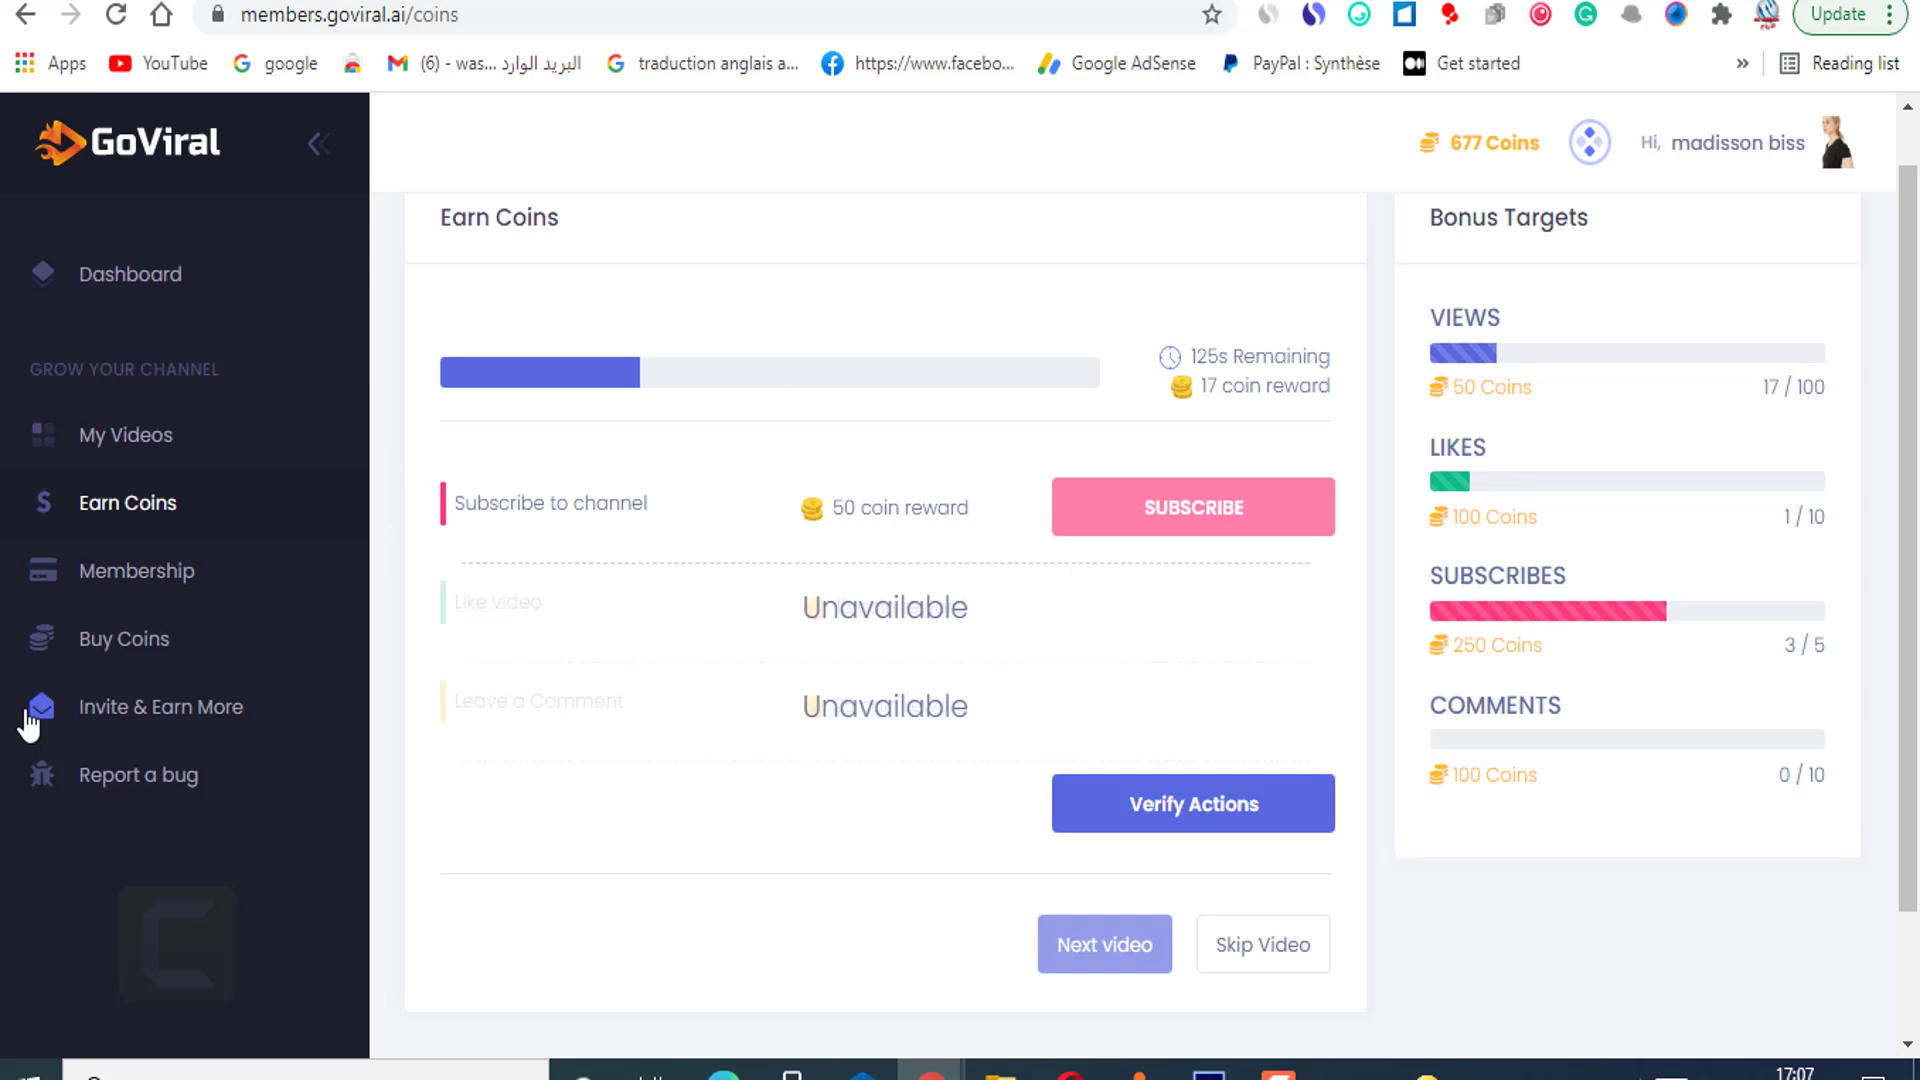 members.goviral.ai/coins
Update
Apps
YouTube
google
(6) - was... البريد الوارد
traduction anglais a...
https://www.facebo...
Google AdSense
PayPal : Synthèse
Get started
»
Reading list
GoViral
677 Coins
Hi, madisson biss
Dashboard
GROW YOUR CHANNEL
My Videos
Earn Coins
Membership
Buy Coins
Invite & Earn More
Report a bug
Earn Coins
125s Remaining
17 coin reward
Subscribe to channel
50 coin reward
SUBSCRIBE
Like video
Unavailable
Leave a Comment
Unavailable
Verify Actions
Next video
Skip Video
Bonus Targets
VIEWS
50 Coins
17 / 100
LIKES
100 Coins
1 / 10
SUBSCRIBES
250 Coins
3 / 5
COMMENTS
100 Coins
0 / 10
17:07